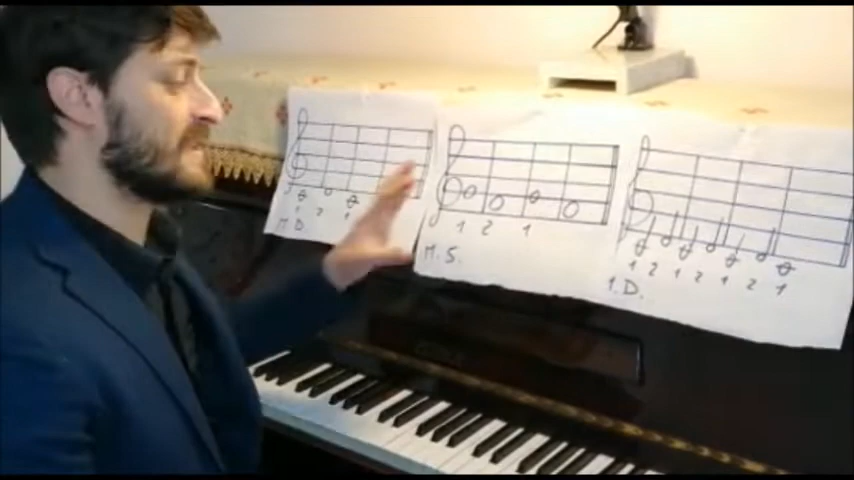 1 2 1
M.D.
1 2 1
M.S.
1 2 1 2 1 2 1
M.D.